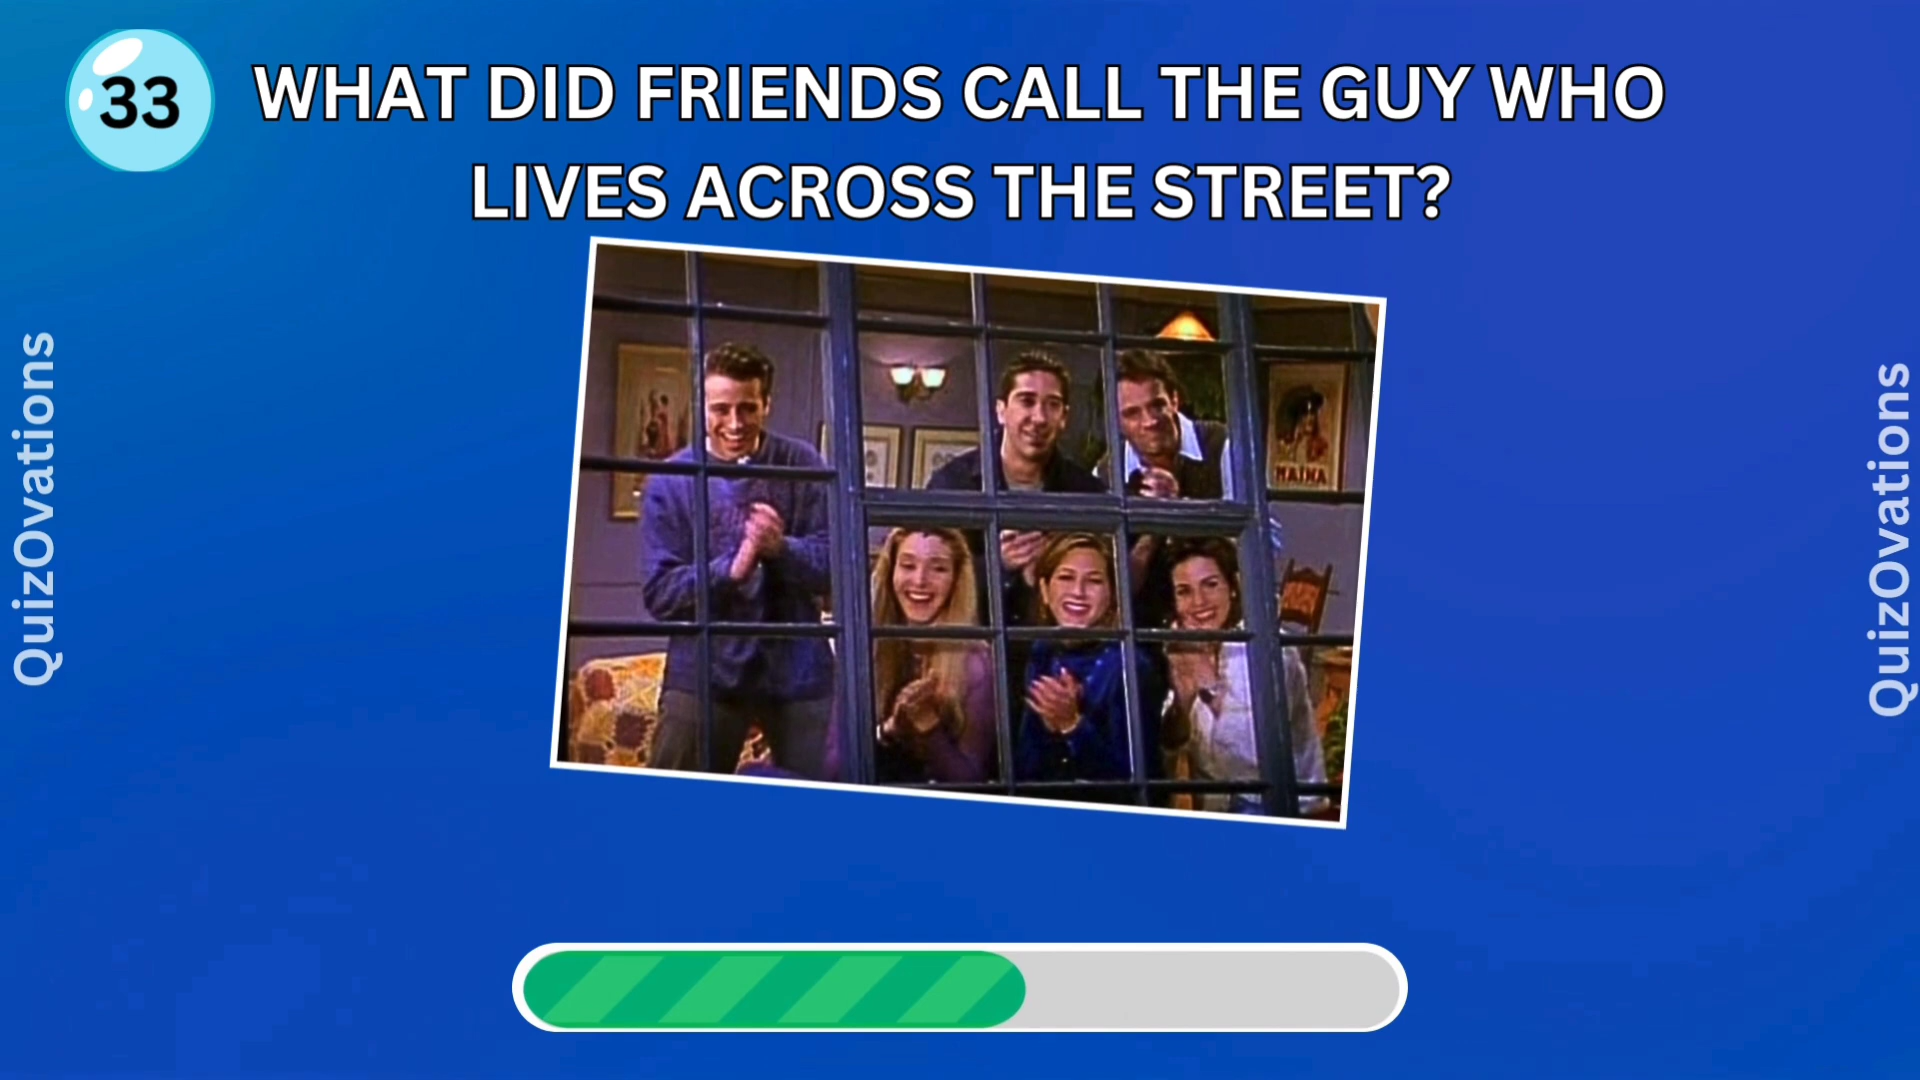 33
WHAT DID FRIENDS CALL THE GUY WHO
LIVES ACROSS THE STREET?
QuizOvations
QuizOvations
NAINA